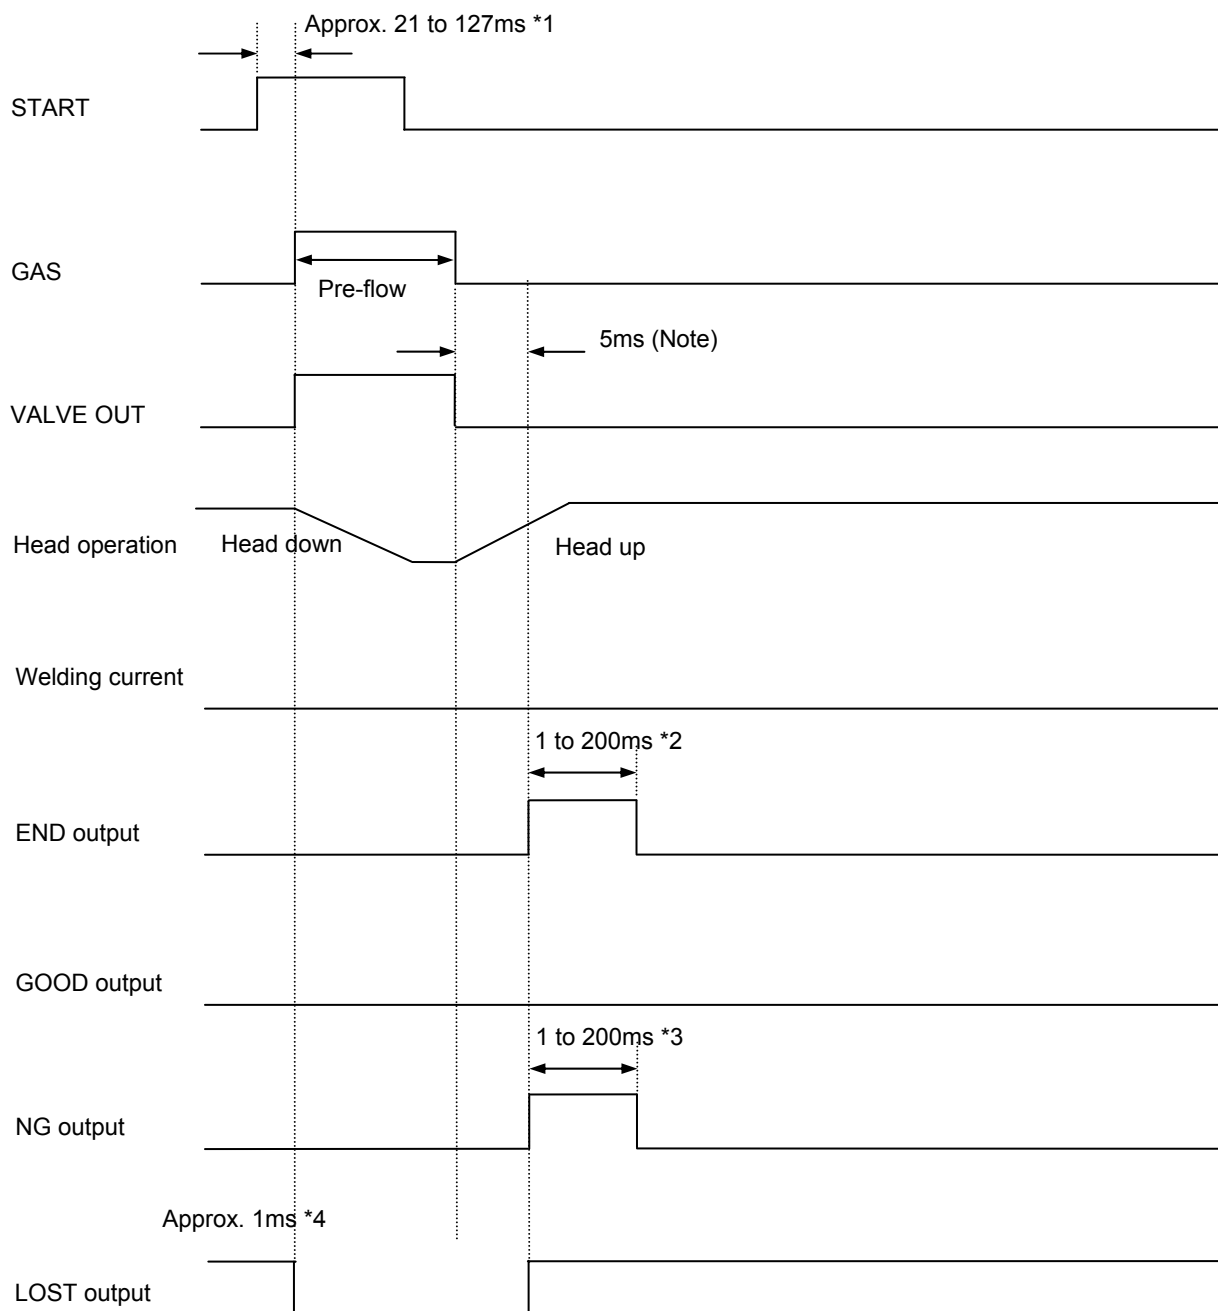 Approx. 21 to 127ms *1
START
GAS
Pre-flow
5ms (Note)
VALVE OUT
Head operation
Head down
Head up
Welding current
1 to 200ms *2
END output
GOOD output
1 to 200ms *3
NG output
Approx. 1ms *4
LOST output